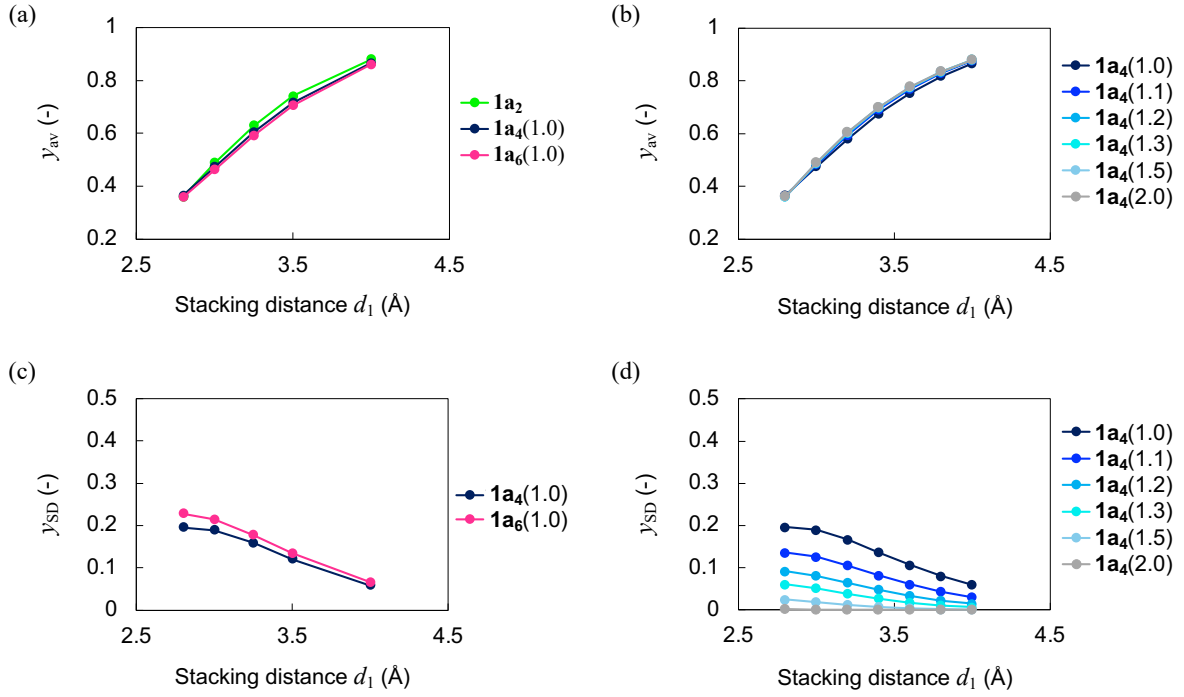 (a)
1
0.8
0.6
0.4
0.2
2.5 3.5 4.5
y_av (-)
Stacking distance d₁ (Å)
1a₂
1a₄(1.0)
1a₆(1.0)
(b)
1
0.8
0.6
0.4
0.2
2.5 3.5 4.5
y_av (-)
Stacking distance d₁ (Å)
1a₄(1.0)
1a₄(1.1)
1a₄(1.2)
1a₄(1.3)
1a₄(1.5)
1a₄(2.0)
(c)
0.5
0.4
0.3
0.2
0.1
0
2.5 3.5 4.5
y_SD (-)
Stacking distance d₁ (Å)
1a₄(1.0)
1a₆(1.0)
(d)
0.5
0.4
0.3
0.2
0.1
0
2.5 3.5 4.5
y_SD (-)
Stacking distance d₁ (Å)
1a₄(1.0)
1a₄(1.1)
1a₄(1.2)
1a₄(1.3)
1a₄(1.5)
1a₄(2.0)